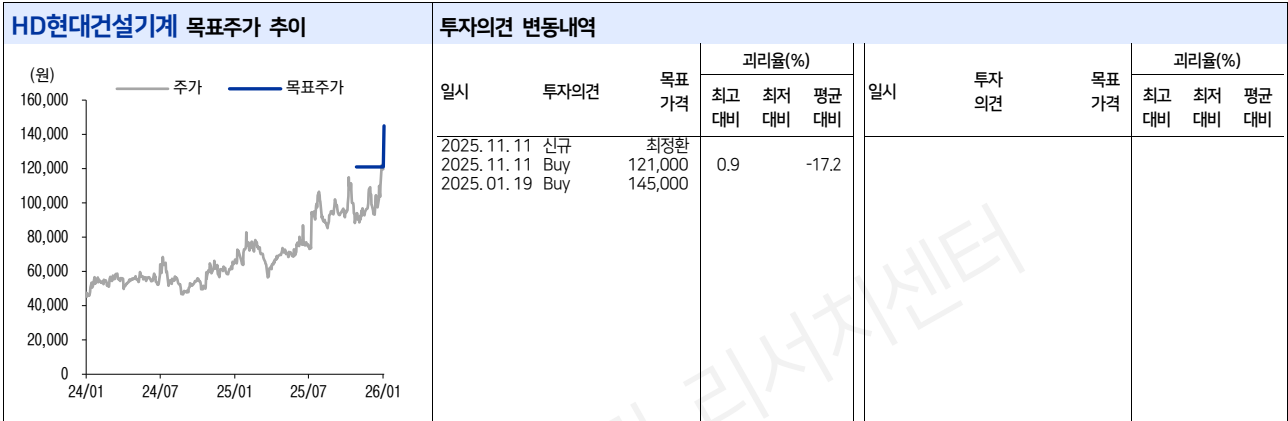 HD현대건설기계 목표주가 추이
(원)
주가 목표주가
160,000
140,000
120,000
100,000
80,000
60,000
40,000
20,000
0
24/01 24/07 25/01 25/07 26/01
투자의견 변동내역
일시 투자의견 목표 가격 괴리율(%)
최고 대비 최저 대비 평균 대비
2025.11.11 신규 최정환
2025.11.11 Buy 121,000 0.9 -17.2
2025.01.19 Buy 145,000
일시 투자 의견 목표 가격 괴리율(%)
최고 대비 최저 대비 평균 대비
리서치센터